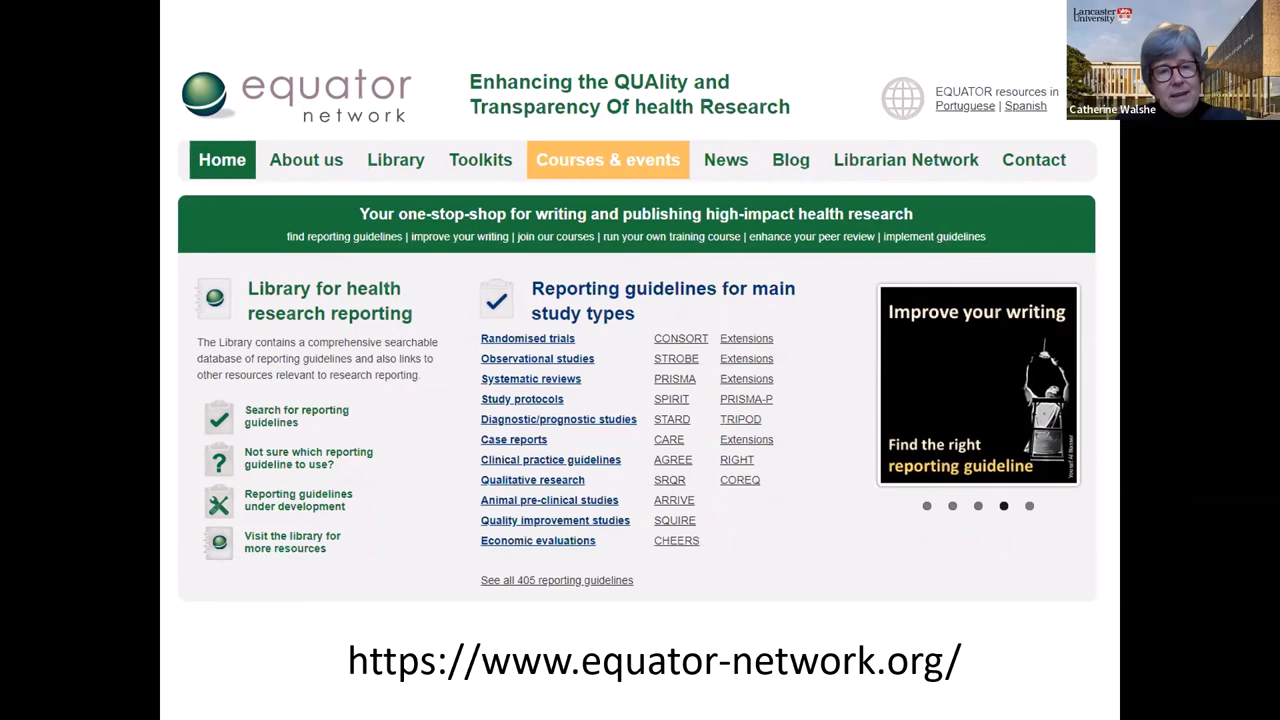 equator
network
Enhancing the QUAlity and
Transparency Of health Research
EQUATOR resources in
Portuguese | Spanish
Lancaster
University
Catherine Walshe
Home About us Library Toolkits Courses & events News Blog Librarian Network Contact
Your one-stop-shop for writing and publishing high-impact health research
find reporting guidelines | improve your writing | join our courses | run your own training course | enhance your peer review | implement guidelines
Library for health
research reporting
The Library contains a comprehensive searchable
database of reporting guidelines and also links to
other resources relevant to research reporting.
Search for reporting
guidelines
Not sure which reporting
guideline to use?
Reporting guidelines
under development
Visit the library for
more resources
Reporting guidelines for main
study types
Randomised trials CONSORT Extensions
Observational studies STROBE Extensions
Systematic reviews PRISMA Extensions
Study protocols SPIRIT PRISMA-P
Diagnostic/prognostic studies STARD TRIPOD
Case reports CARE Extensions
Clinical practice guidelines AGREE RIGHT
Qualitative research SRQR COREQ
Animal pre-clinical studies ARRIVE
Quality improvement studies SQUIRE
Economic evaluations CHEERS
See all 405 reporting guidelines
Improve your writing
Find the right
reporting guideline
https://www.equator-network.org/